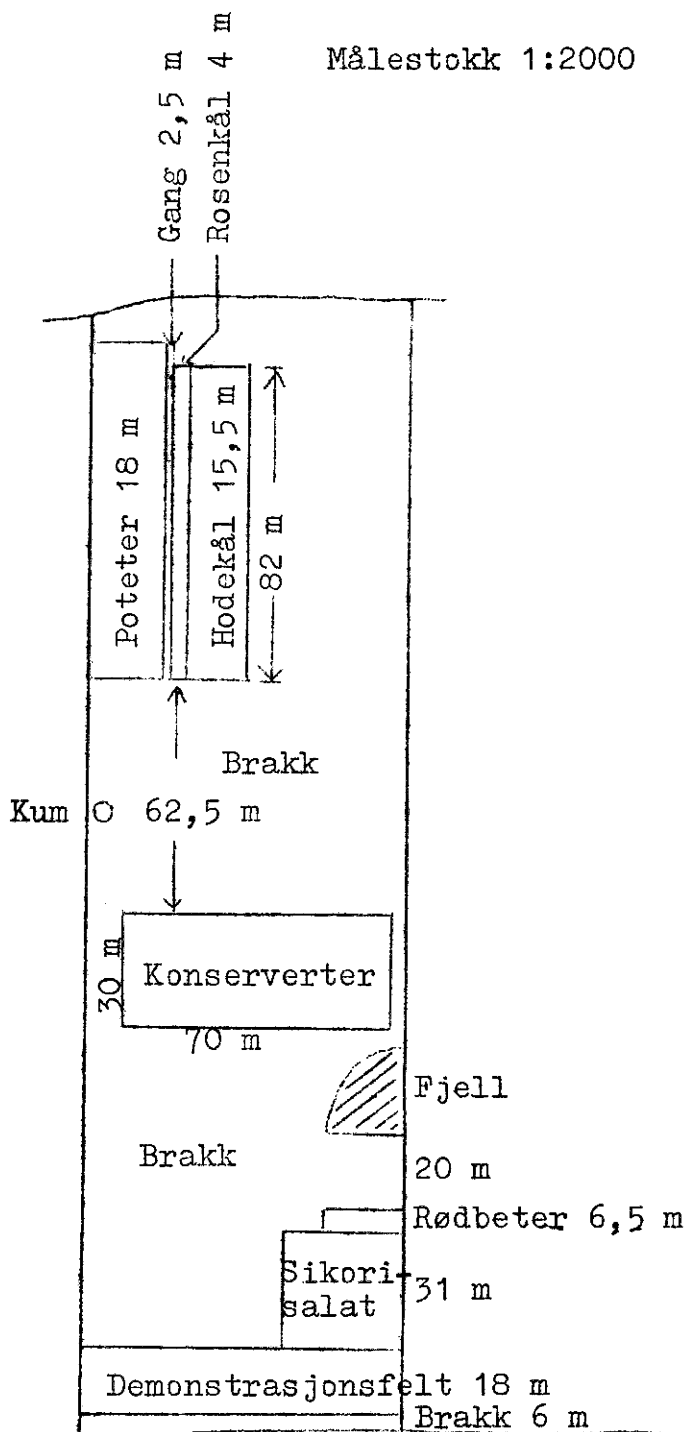 Målestokk 1:2000
Gang 2,5 m
Rosenkål 4 m
Poteter 18 m
Hodekål 15,5 m
82 m
Brakk
Kum
62,5 m
30 m
Konserverter
70 m
Fjell
Brakk
20 m
Rødbeter 6,5 m
Sikori-
salat
31 m
Demonstrasjonsfelt 18 m
Brakk 6 m